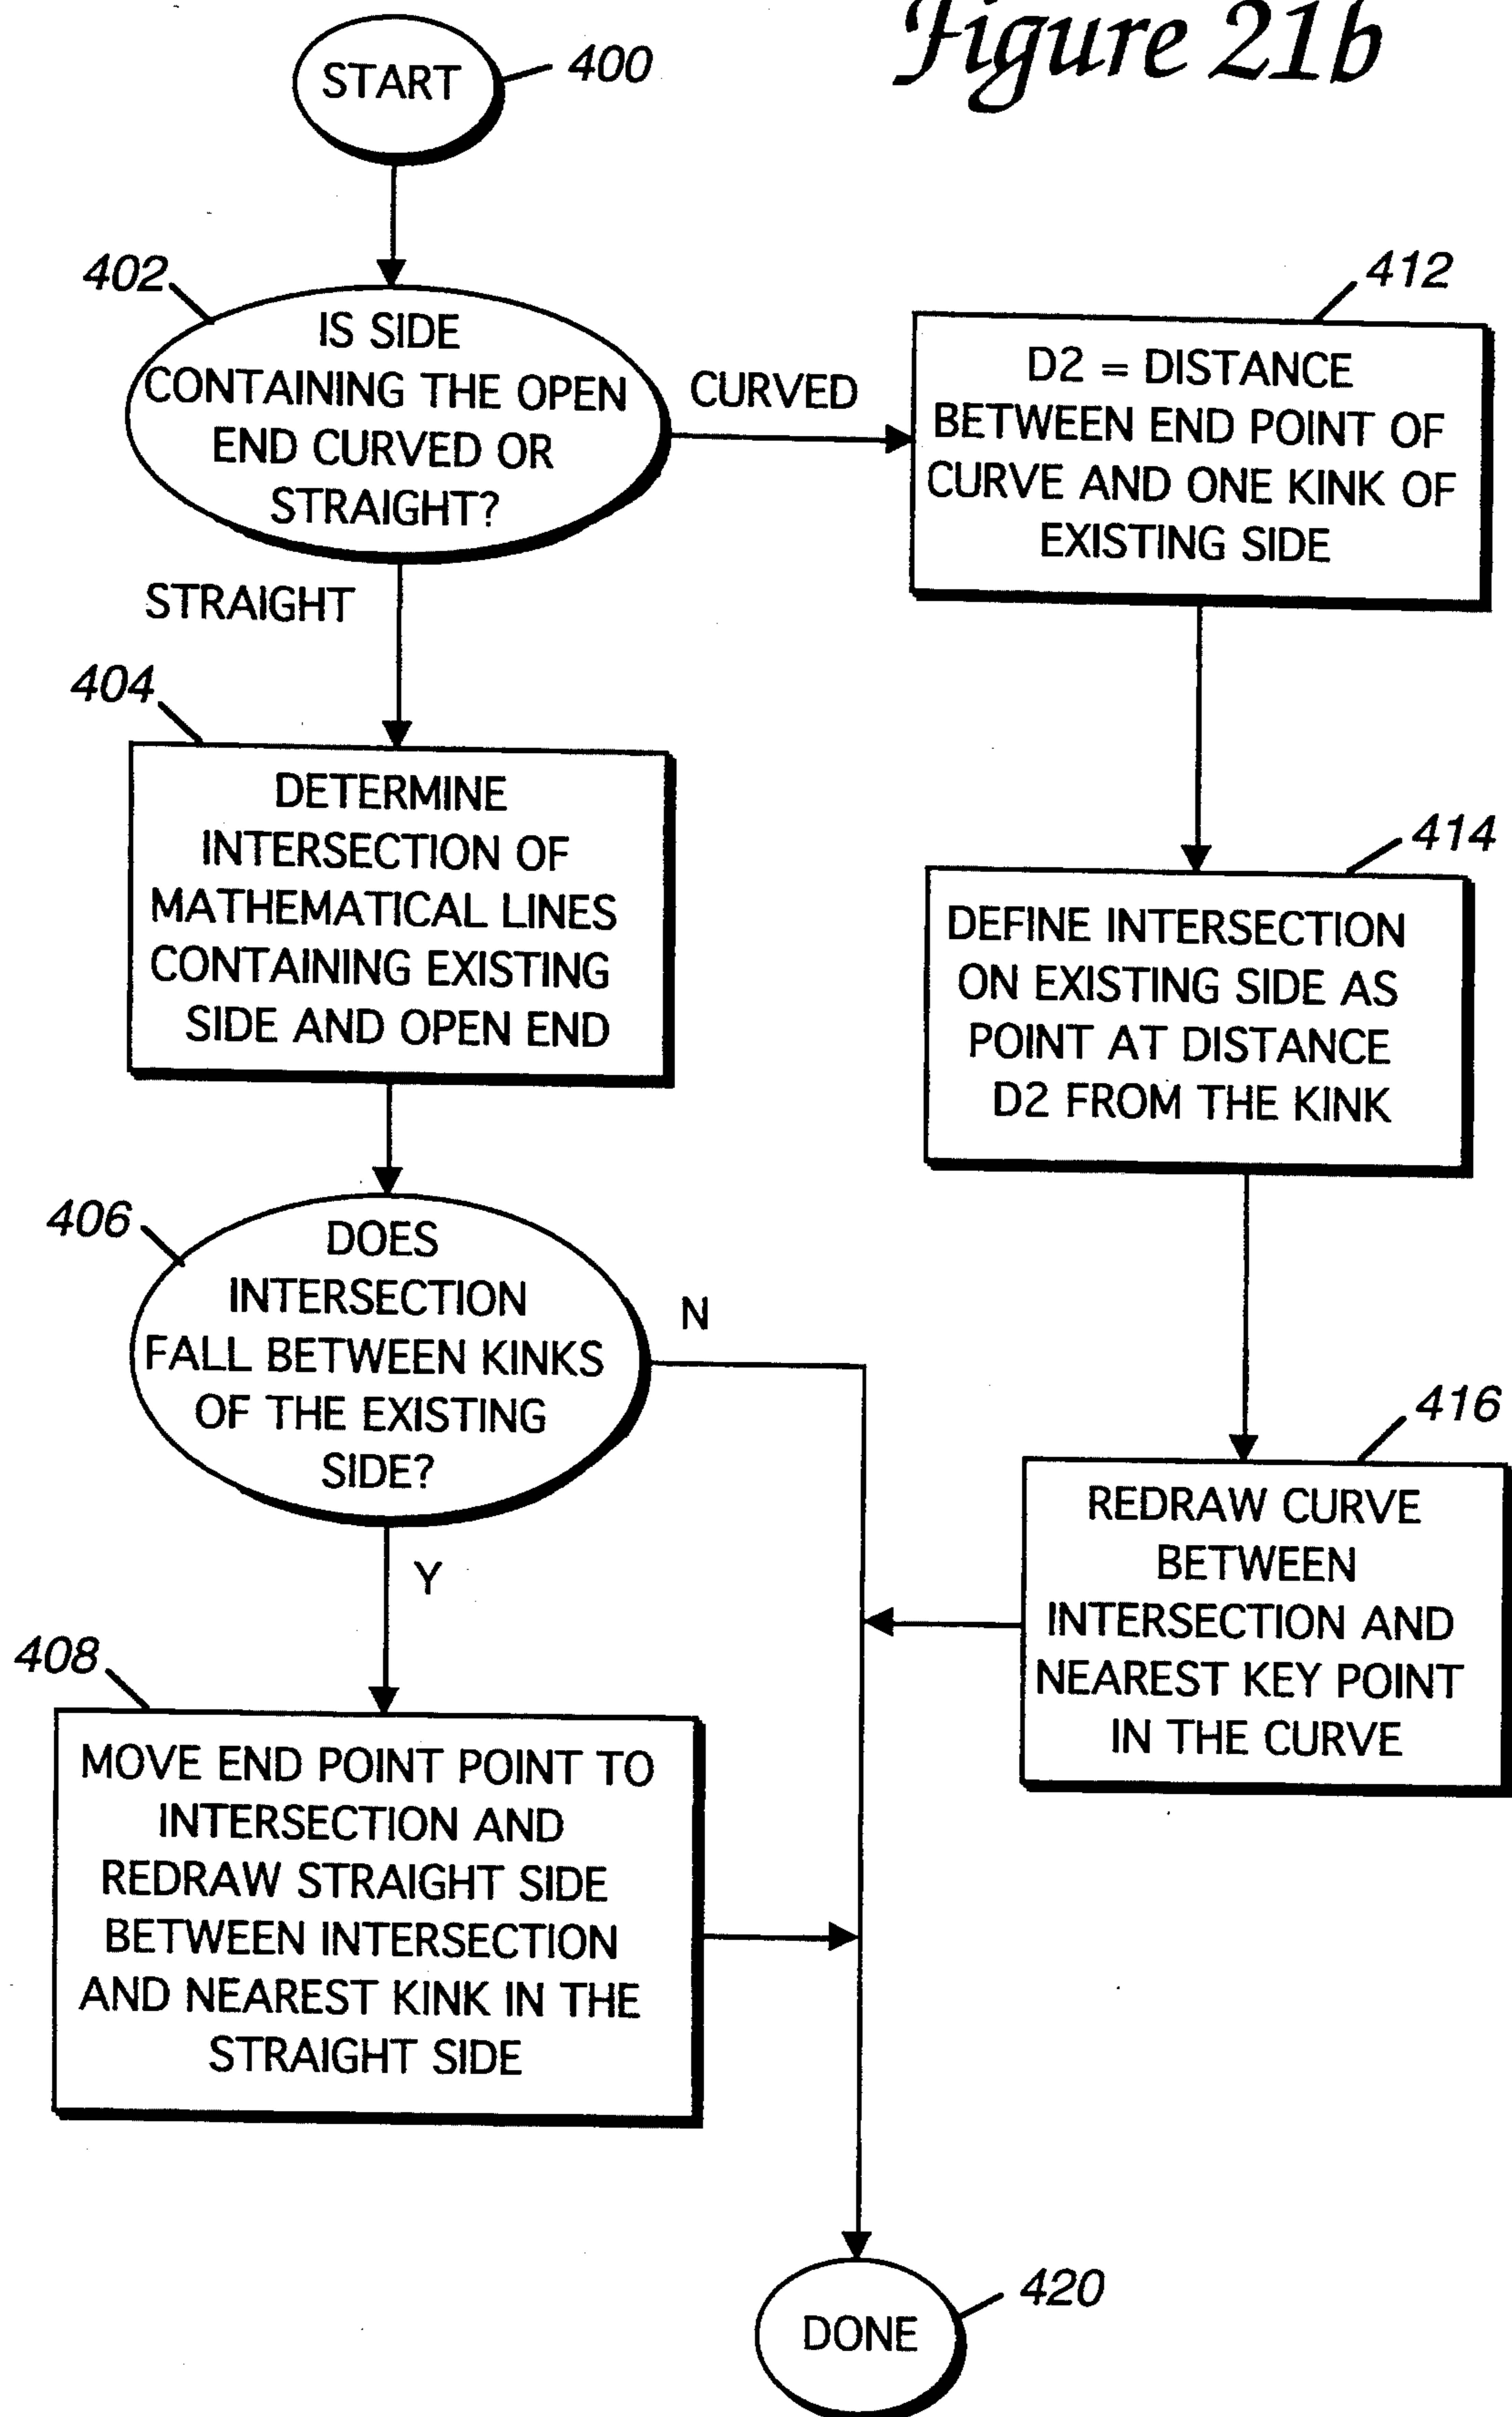 Figure 21b
START
400
402
IS SIDE
CONTAINING THE OPEN
END CURVED OR
STRAIGHT?
CURVED
STRAIGHT
412
D2 = DISTANCE
BETWEEN END POINT OF
CURVE AND ONE KINK OF
EXISTING SIDE
404
DETERMINE
INTERSECTION OF
MATHEMATICAL LINES
CONTAINING EXISTING
SIDE AND OPEN END
414
DEFINE INTERSECTION
ON EXISTING SIDE AS
POINT AT DISTANCE
D2 FROM THE KINK
406
DOES
INTERSECTION
FALL BETWEEN KINKS
OF THE EXISTING
SIDE?
N
Y
416
REDRAW CURVE
BETWEEN
INTERSECTION AND
NEAREST KEY POINT
IN THE CURVE
408
MOVE END POINT POINT TO
INTERSECTION AND
REDRAW STRAIGHT SIDE
BETWEEN INTERSECTION
AND NEAREST KINK IN THE
STRAIGHT SIDE
420
DONE